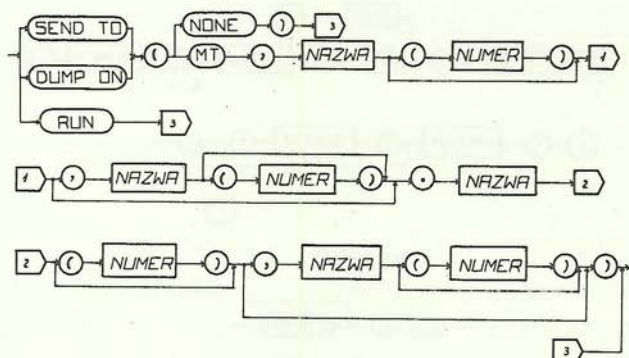 SEND TO ( NONE ) 3
DUMP ON MT , NAZWA ( NUMER ) 1
RUN 3
1 , NAZWA ( NUMER ) . NAZWA 2
2 ( NUMER ) , NAZWA ( NUMER ) )
3